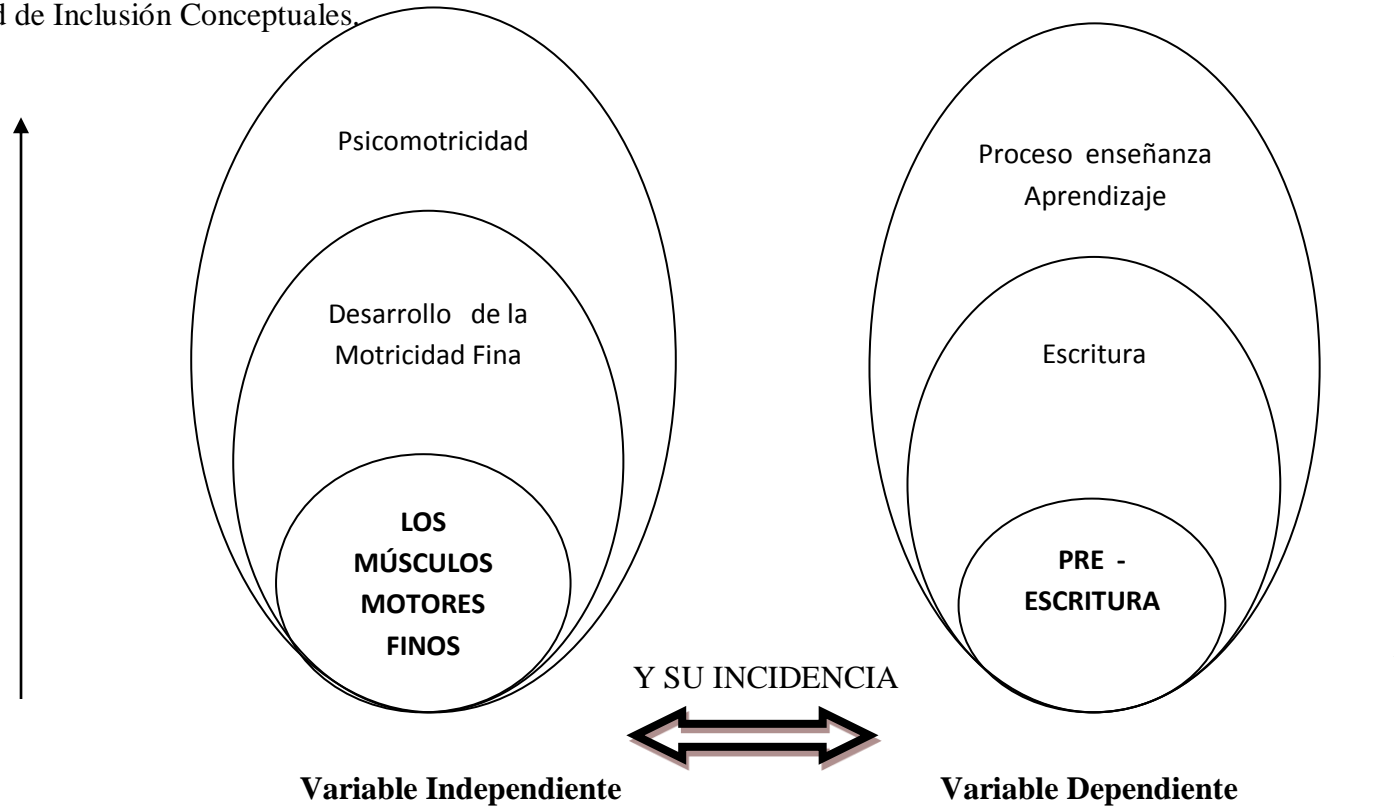 de Inclusión Conceptuales.
Psicomotricidad
Desarrollo de la
Motricidad Fina
LOS
MÚSCULOS
MOTORES
FINOS
Proceso enseñanza
Aprendizaje
Escritura
PRE -
ESCRITURA
Y SU INCIDENCIA
Variable Independiente
Variable Dependiente